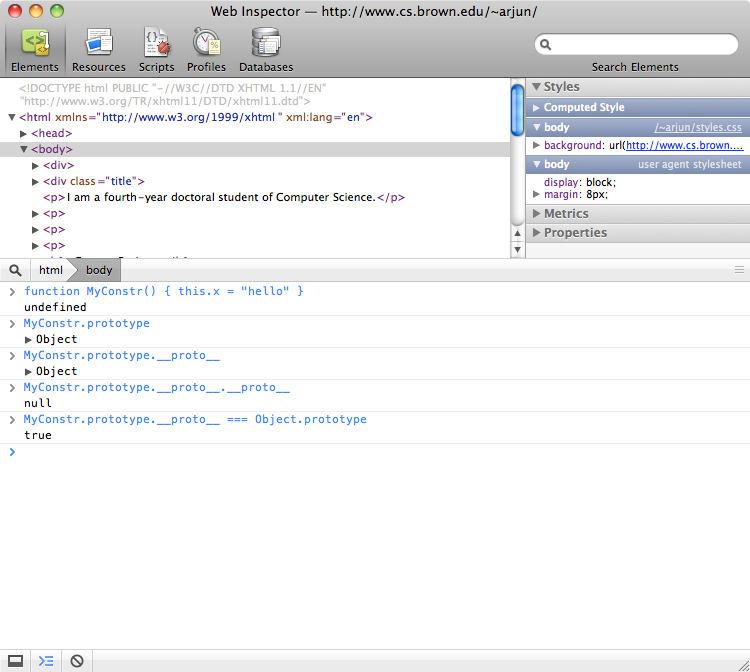 Web Inspector — http://www.cs.brown.edu/~arjun/
Elements Resources Scripts Profiles Databases Search Elements
<!DOCTYPE html PUBLIC "-//W3C//DTD XHTML 1.1//EN"
"http://www.w3.org/TR/xhtml11/DTD/xhtml11.dtd">
▼<html xmlns="http://www.w3.org/1999/xhtml " xml:lang="en">
▶<head>
▼<body>
▶<div>
▶<div class="title">
<p>I am a fourth-year doctoral student of Computer Science.</p>
▶<p>
▶<p>
▶<p>
▼Styles
▶Computed Style
▼body /~arjun/styles.css
▶background: url(http://www.cs.brown....
▼body user agent stylesheet
display: block;
▶margin: 8px;
▶Metrics
▶Properties
html body
> function MyConstr() { this.x = "hello" }
undefined
> MyConstr.prototype
▶Object
> MyConstr.prototype.__proto__
▶Object
> MyConstr.prototype.__proto__.__proto__
null
> MyConstr.prototype.__proto__ === Object.prototype
true
>